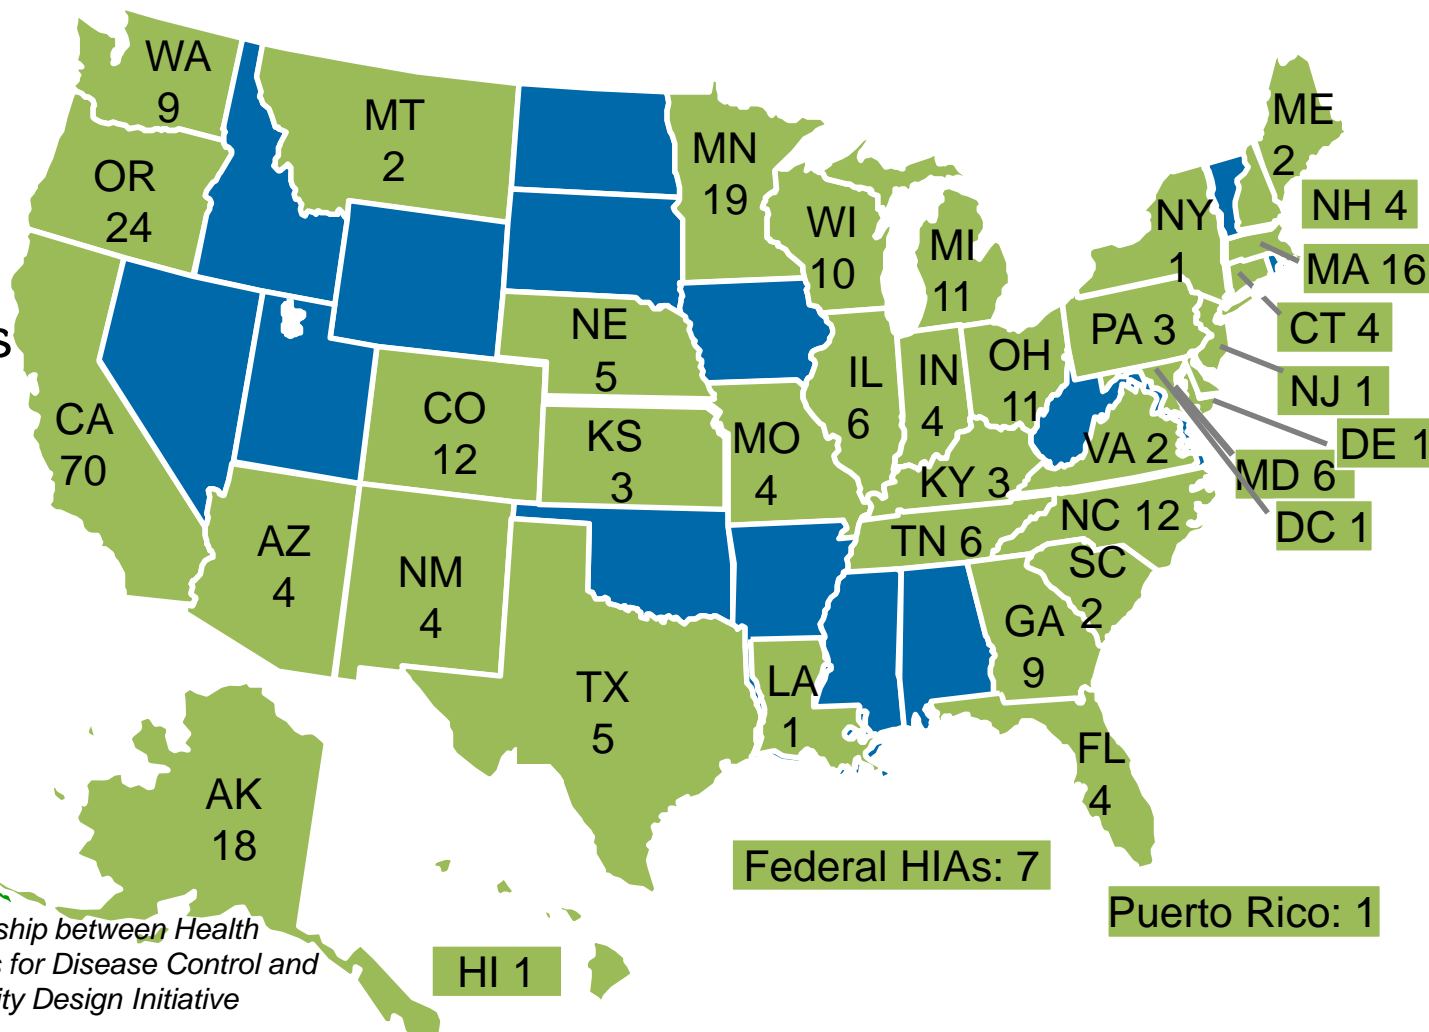 WA
9
MT
2
OR
24
MN
19
ME
2
WI
10
MI
11
NY
1
NH 4
MA 16
s
NE
5
PA 3
CT 4
IL
6
IN
4
OH
11
NJ 1
CA
70
CO
12
KS
3
MO
4
KY 3
VA 2
DE 1
MD 6
AZ
4
NM
4
TN 6
NC 12
DC 1
SC
2
GA
9
TX
5
LA
1
FL
4
AK
18
Federal HIAs: 7
Puerto Rico: 1
HI 1
ship between Health
s for Disease Control and
ity Design Initiative